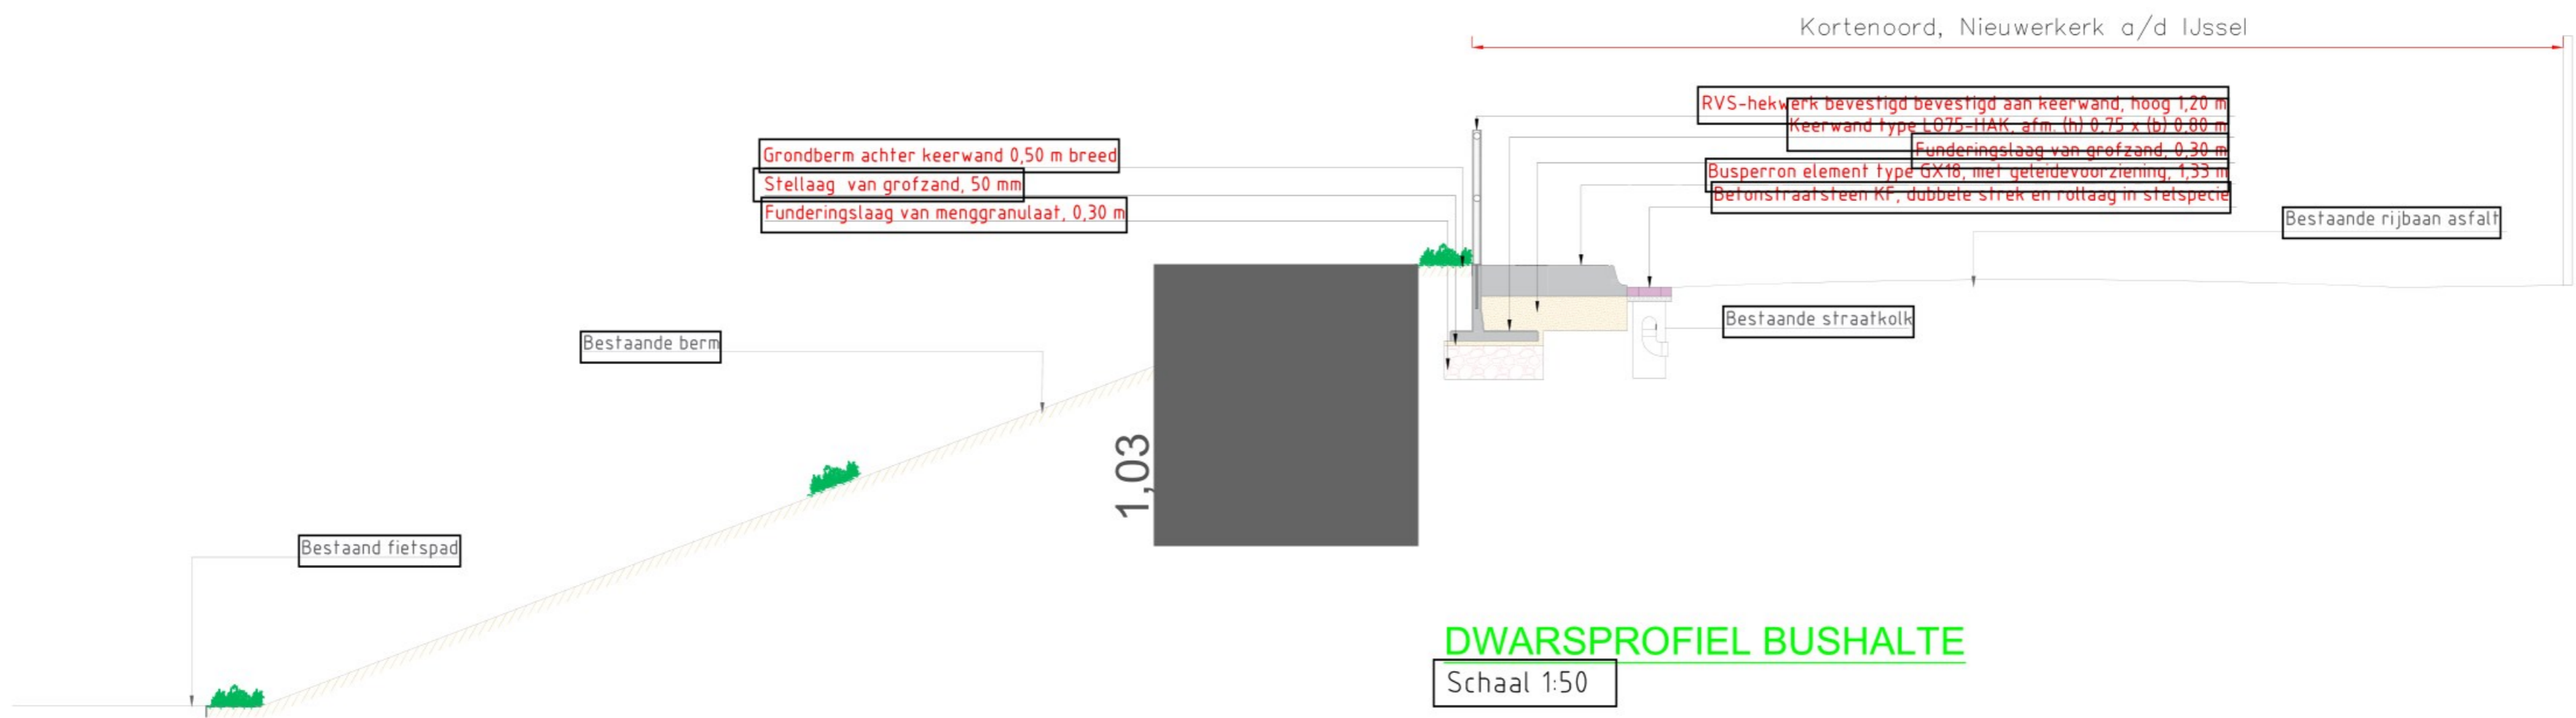 Kortenoord, Nieuwerkerk a/d IJssel
RVS-hekwerk bevestigd bevestigd aan keerwand, hoog 1,20 m
Keerwand type LO75-HAK, afm. (h) 0,75 x (b) 0,80 m
Funderingslaag van grofzand, 0,30 m
Busperron element type GX18, met geleidevoorziening, 1,33 m
Betonstraatsteen KF, dubbele strek en rollaag in stelspecie
Grondberm achter keerwand 0,50 m breed
Stellaag van grofzand, 50 mm
Funderingslaag van menggranulaat, 0,30 m
Bestaande rijbaan asfalt
Bestaande straatkolk
Bestaande berm
1,03
Bestaand fietspad
DWARSPROFIEL BUSHALTE
Schaal 1:50